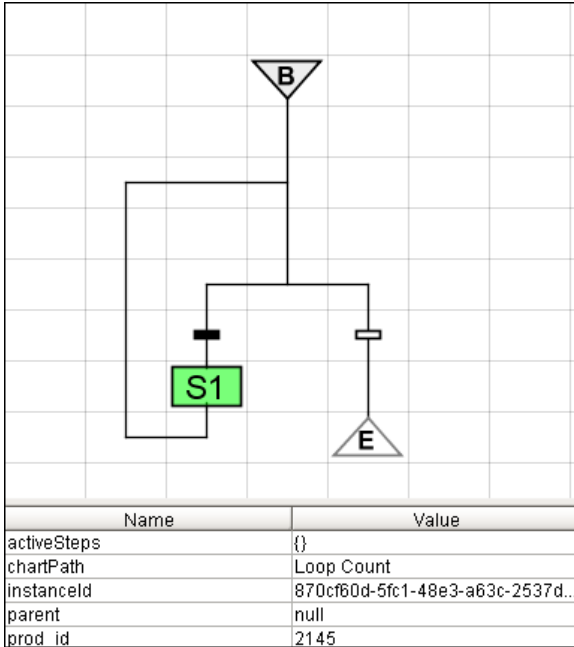 B
S1
E
Name Value
activeSteps {}
chartPath Loop Count
instanceId 870cf60d-5fc1-48e3-a63c-2537d...
parent null
prod_id 2145